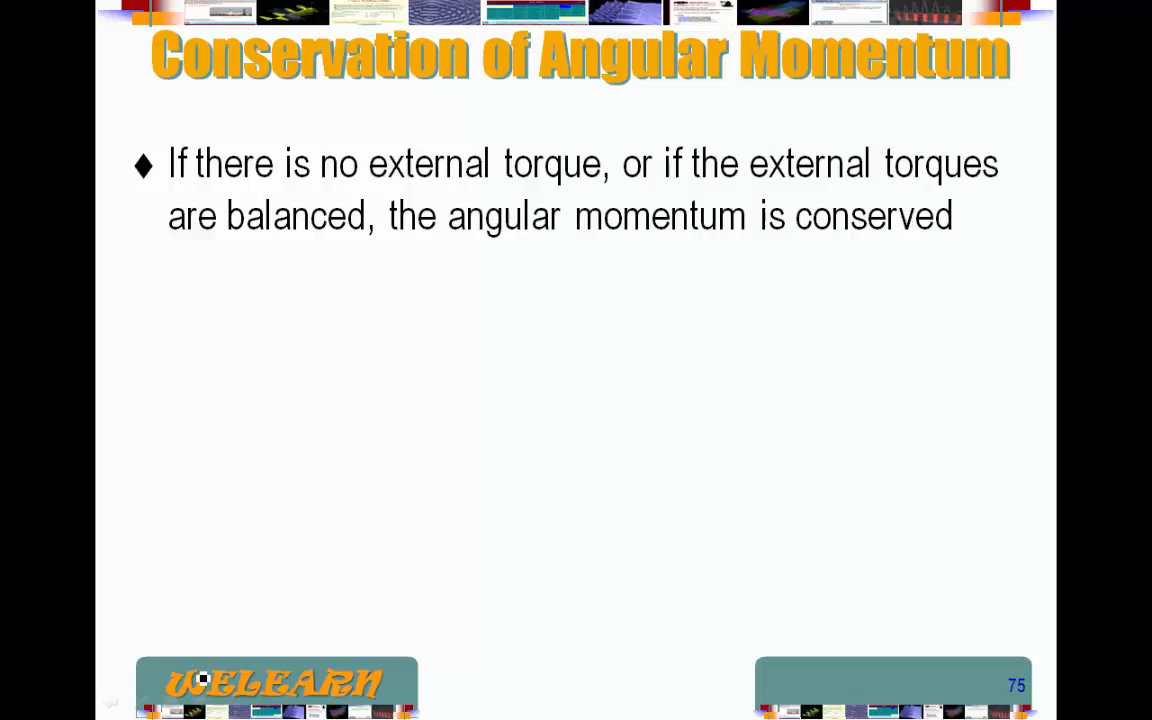 Conservation of Angular Momentum
♦ If there is no external torque, or if the external torques
are balanced, the angular momentum is conserved
WELEARN
75